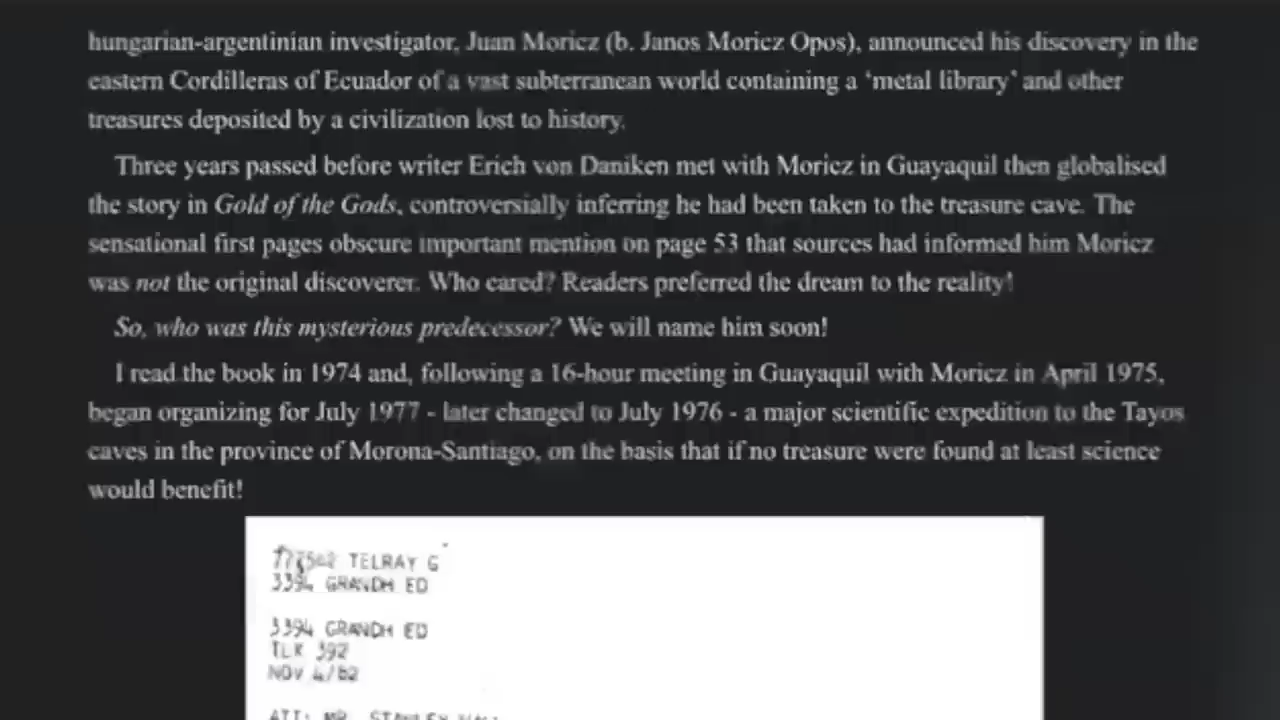 hungarian-argentinian investigator, Juan Moricz (b. Janos Moricz Opos), announced his discovery in the
eastern Cordilleras of Ecuador of a vast subterranean world containing a ‘metal library’ and other
treasures deposited by a civilization lost to history.
Three years passed before writer Erich von Daniken met with Moricz in Guayaquil then globalised
the story in Gold of the Gods, controversially inferring he had been taken to the treasure cave. The
sensational first pages obscure important mention on page 53 that sources had informed him Moricz
was not the original discoverer. Who cared? Readers preferred the dream to the reality!
So, who was this mysterious predecessor? We will name him soon!
I read the book in 1974 and, following a 16-hour meeting in Guayaquil with Moricz in April 1975,
began organizing for July 1977 - later changed to July 1976 - a major scientific expedition to the Tayos
caves in the province of Morona-Santiago, on the basis that if no treasure were found at least science
would benefit!
TELRAY G
3394 GRANDH ED
3394 GRANDH ED
TLK 392
NOV 4/82
ATT: MR. STANLEY HALL